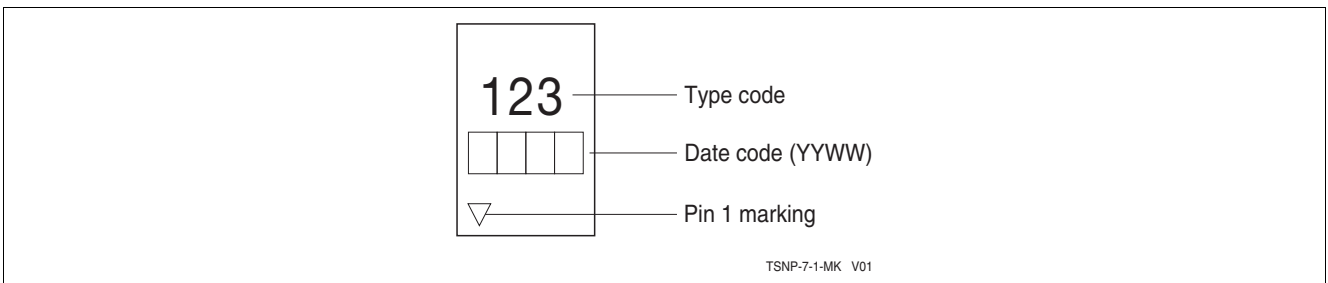 123
Type code
Date code (YYWW)
Pin 1 marking
TSNP-7-1-MK V01